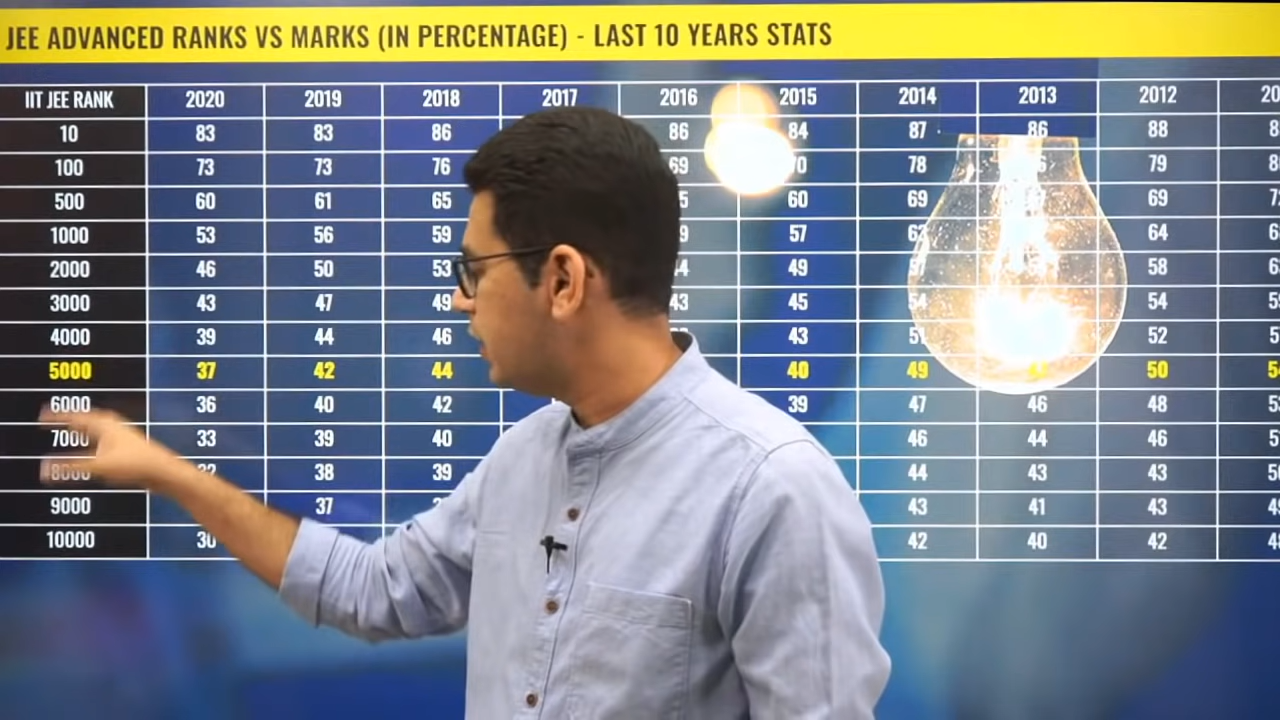 JEE ADVANCED RANKS VS MARKS (IN PERCENTAGE) - LAST 10 YEARS STATS
IIT JEE RANK 2020 2019 2018 2017 2016 2015 2014 2013 2012
10 83 83 86 86 84 87 86 88
100 73 73 76 69 78 79
500 60 61 65 60 69 69
1000 53 56 59 57 64
2000 46 50 53 49 58
3000 43 47 49 43 45 54 54
4000 39 44 46 43 52
5000 37 42 44 40 49 50
6000 36 40 42 39 47 46 48
7000 33 39 40 46 44 46
8000 38 39 44 43 43
9000 37 43 41 43
10000 30 42 40 42